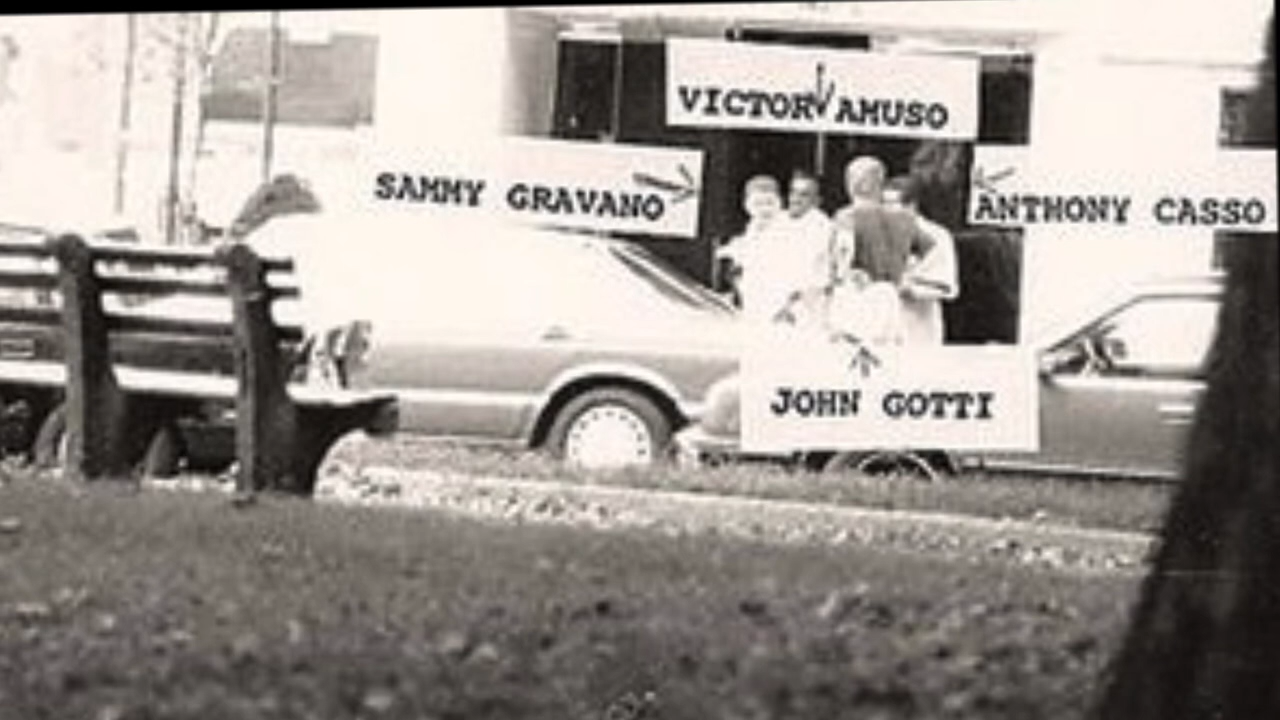 VICTOR AMUSO
SAMMY GRAVANO
ANTHONY CASSO
JOHN GOTTI